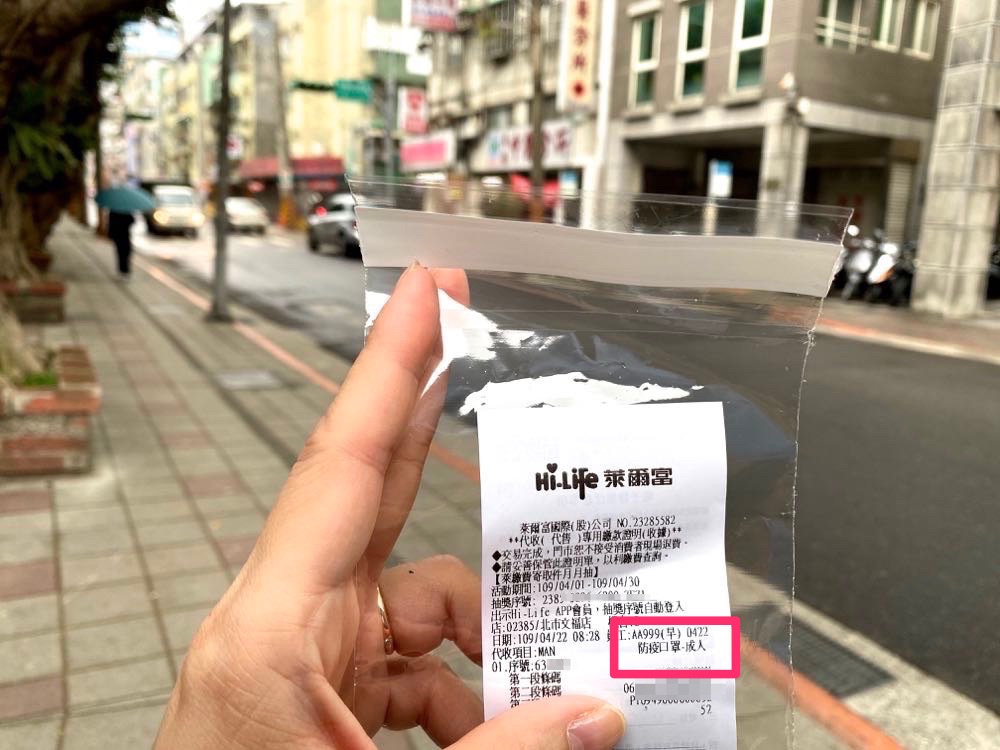 Hi-Life 萊爾富
萊爾富國際(股)公司 NO.23285582
**代收(代售)專用繳款證明(收據)**
◆交易完成,門市恕不接受消費者現場退費。
◆請妥善保管此證明單,以利繳費查詢。
【萊繳費寄取件月月抽】
活動期間:109/04/01-109/04/30
抽獎序號:
出示Hi-Life APP會員,抽獎序號自動登入
店:02385/北市文福店
日期:109/04/22 08:28 員工:AA999(早) 0422
代收項目:MAN 防疫口罩-成人
01.序號:63
第一段條碼
第二段條碼 06
52